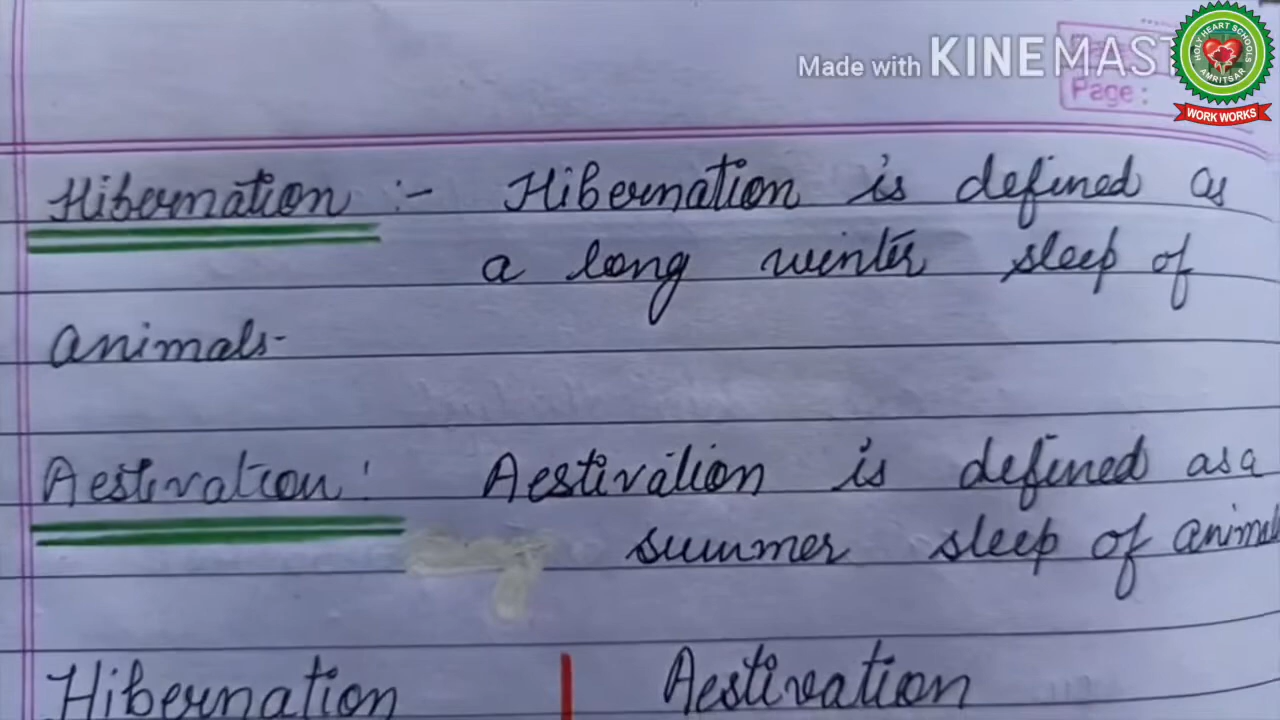 Made with KINEMAST
HOLY HEART SCHOOLS
AMRITSAR
WORK WORKS
Page:
Hibernation :- Hibernation is defined as
a long winter sleep of
animals.
Aestivation: Aestivation is defined as a
summer sleep of animal
Hibernation | Aestivation